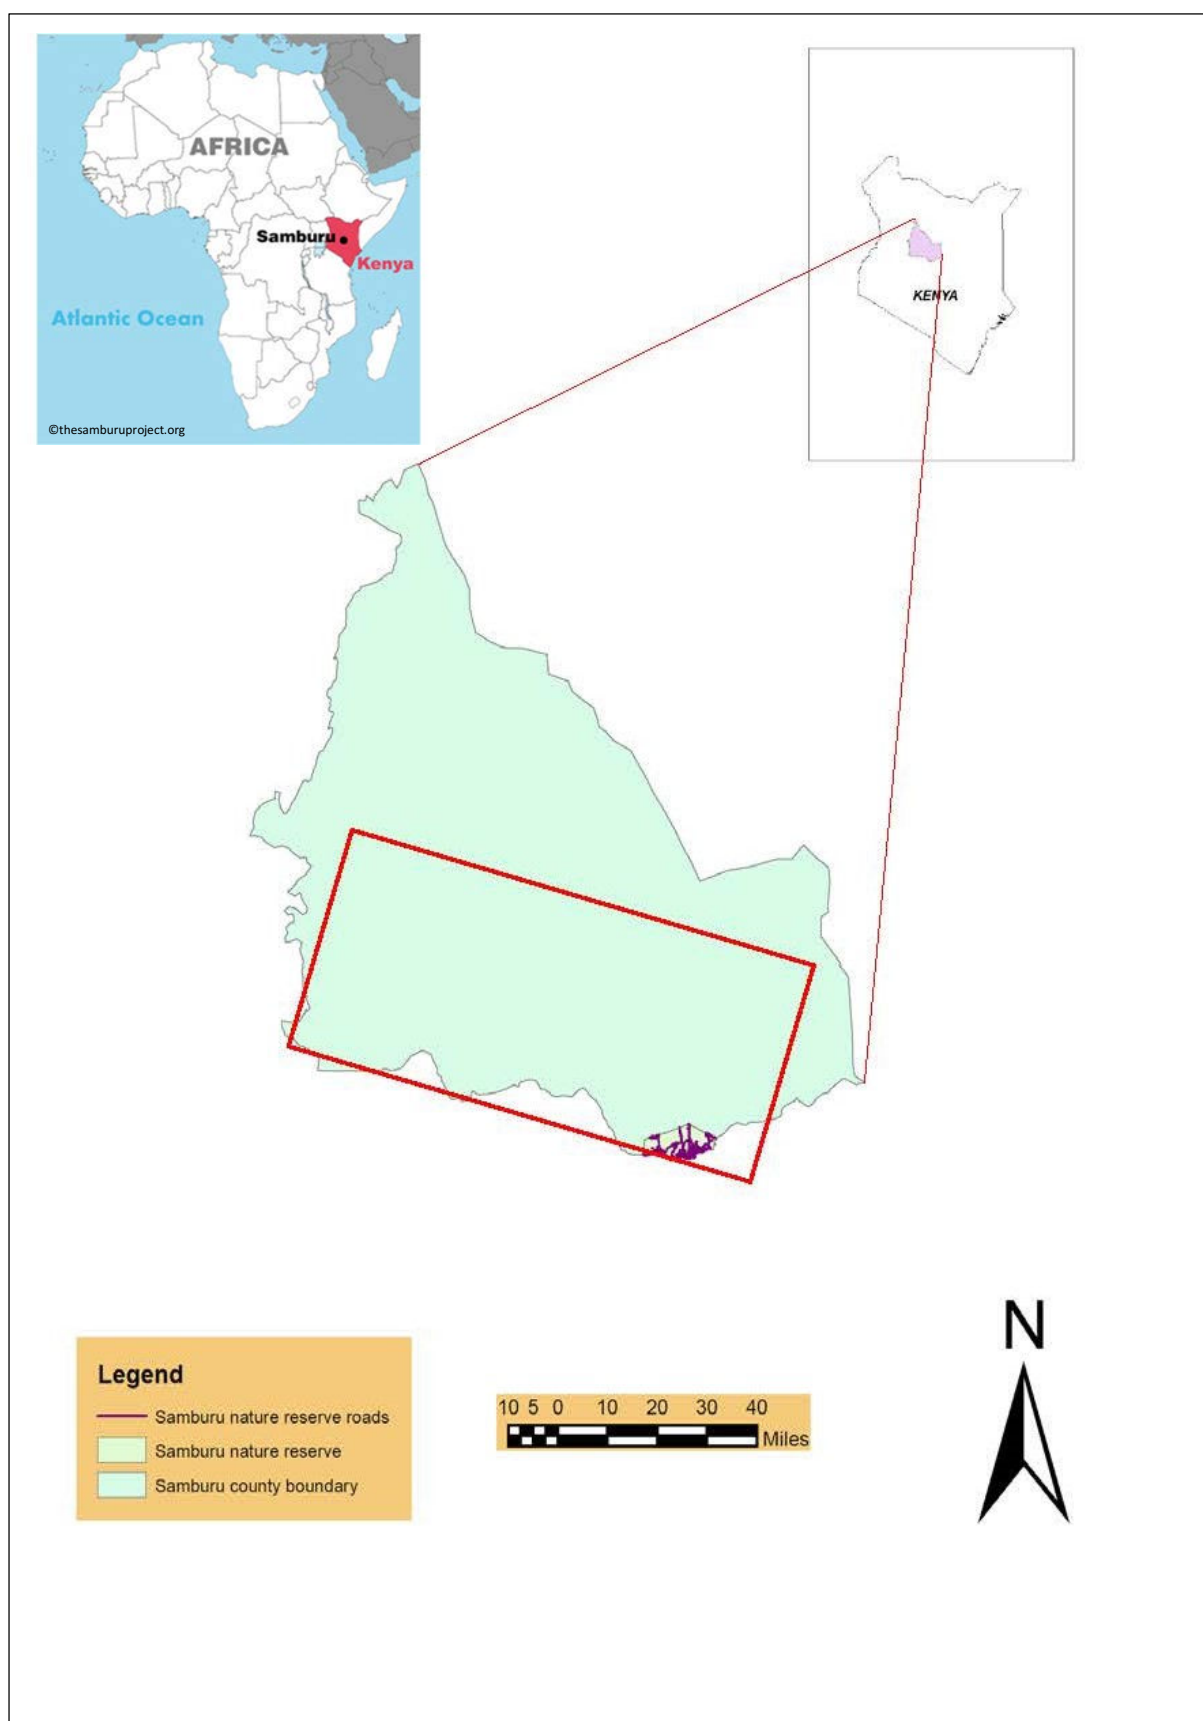 AFRICA
Samburu
Kenya
Atlantic Ocean
©thesamburuproject.org
KENYA
N
Legend
Samburu nature reserve roads
Samburu nature reserve
Samburu county boundary
10 5 0 10 20 30 40
Miles